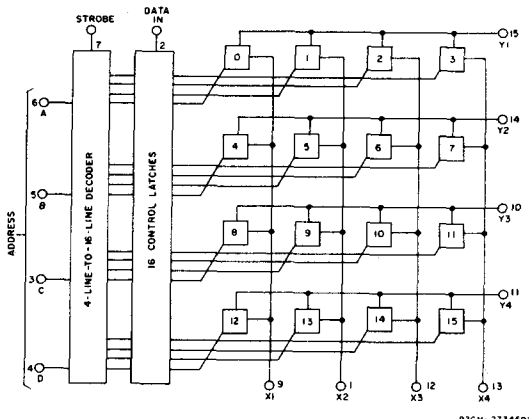 STROBE
DATA
IN
7
2
15
Y1
0
1
2
3
6
A
14
Y2
4
5
6
7
5
B
ADDRESS
4-LINE-TO-16-LINE DECODER
16 CONTROL LATCHES
10
Y3
8
9
10
11
3
C
11
Y4
12
13
14
15
4
D
9
X1
1
X2
12
X3
13
X4